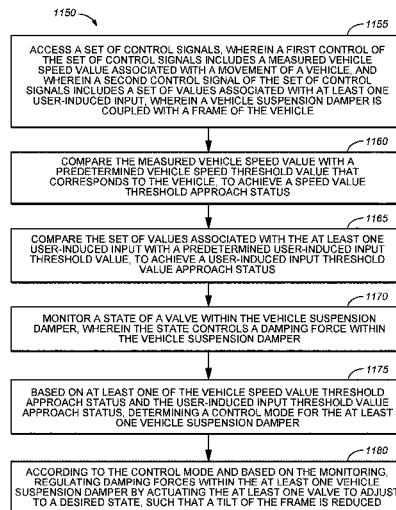 1150
1155
ACCESS A SET OF CONTROL SIGNALS, WHEREIN A FIRST CONTROL OF
THE SET OF CONTROL SIGNALS INCLUDES A MEASURED VEHICLE
SPEED VALUE ASSOCIATED WITH A MOVEMENT OF A VEHICLE, AND
WHEREIN A SECOND CONTROL SIGNAL OF THE SET OF CONTROL
SIGNALS INCLUDES A SET OF VALUES ASSOCIATED WITH AT LEAST ONE
USER-INDUCED INPUT, WHEREIN A VEHICLE SUSPENSION DAMPER IS
COUPLED WITH A FRAME OF THE VEHICLE
1160
COMPARE THE MEASURED VEHICLE SPEED VALUE WITH A
PREDETERMINED VEHICLE SPEED THRESHOLD VALUE THAT
CORRESPONDS TO THE VEHICLE, TO ACHIEVE A SPEED VALUE
THRESHOLD APPROACH STATUS
1165
COMPARE THE SET OF VALUES ASSOCIATED WITH THE AT LEAST ONE
USER-INDUCED INPUT WITH A PREDETERMINED USER-INDUCED INPUT
THRESHOLD VALUE, TO ACHIEVE A USER-INDUCED INPUT THRESHOLD
VALUE APPROACH STATUS
1170
MONITOR A STATE OF A VALVE WITHIN THE VEHICLE SUSPENSION
DAMPER, WHEREIN THE STATE CONTROLS A DAMPING FORCE WITHIN
THE VEHICLE SUSPENSION DAMPER
1175
BASED ON AT LEAST ONE OF THE VEHICLE SPEED VALUE THRESHOLD
APPROACH STATUS AND THE USER-INDUCED INPUT THRESHOLD VALUE
APPROACH STATUS, DETERMINING A CONTROL MODE FOR THE AT LEAST
ONE VEHICLE SUSPENSION DAMPER
1180
ACCORDING TO THE CONTROL MODE AND BASED ON THE MONITORING,
REGULATING DAMPING FORCES WITHIN THE AT LEAST ONE VEHICLE
SUSPENSION DAMPER BY ACTUATING THE AT LEAST ONE VALVE TO ADJUST
TO A DESIRED STATE, SUCH THAT A TILT OF THE FRAME IS REDUCED